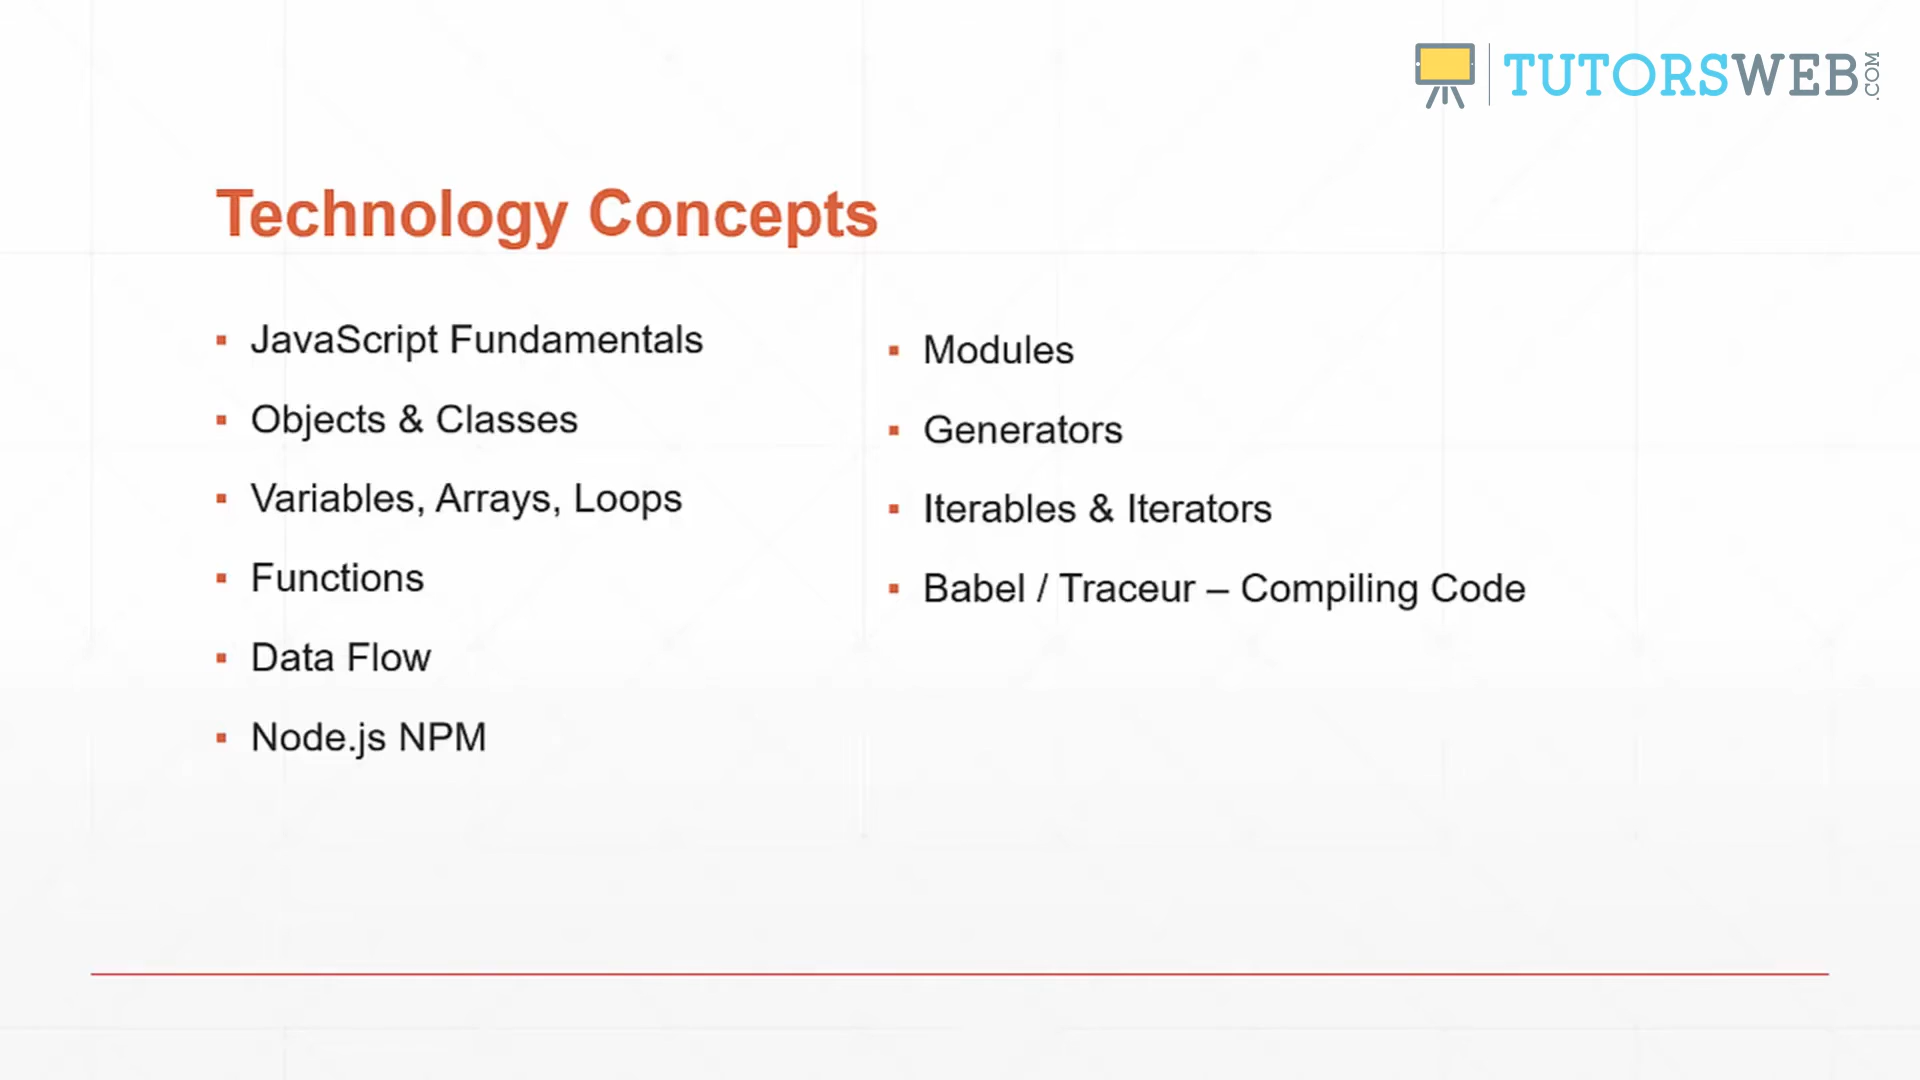 TUTORSWEB.COM
Technology Concepts
JavaScript Fundamentals
Objects & Classes
Variables, Arrays, Loops
Functions
Data Flow
Node.js NPM
Modules
Generators
Iterables & Iterators
Babel / Traceur – Compiling Code